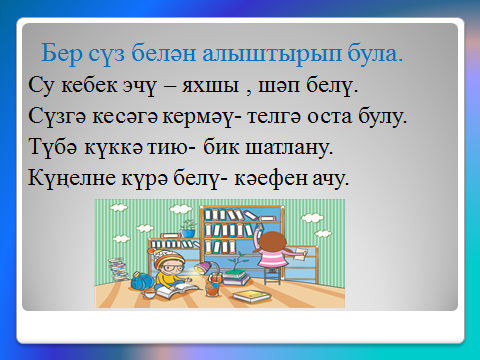 Бер сүз белән алыштырып була.
Су кебек эчү – яхшы , шәп белү.
Сүзгә кесәгә кермәү- телгә оста булу.
Түбә күккә тию- бик шатлану.
Күңелне күрә белү- кәефен ачу.